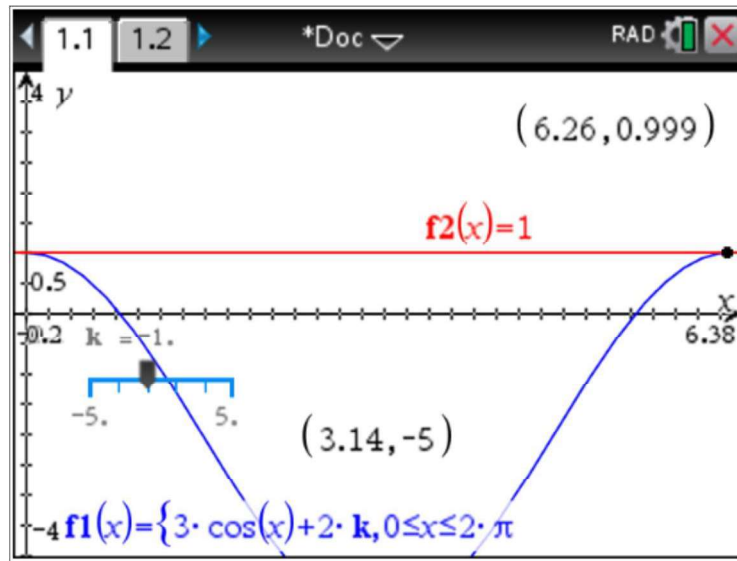 1.1 1.2 *Doc RAD
4 y
(6.26,0.999)
f2(x)=1
0.5
x
-0.2 k =-1. 6.38
-5. 5.
(3.14,-5)
-4 f1(x)={3· cos(x)+2· k,0≤x≤2· π